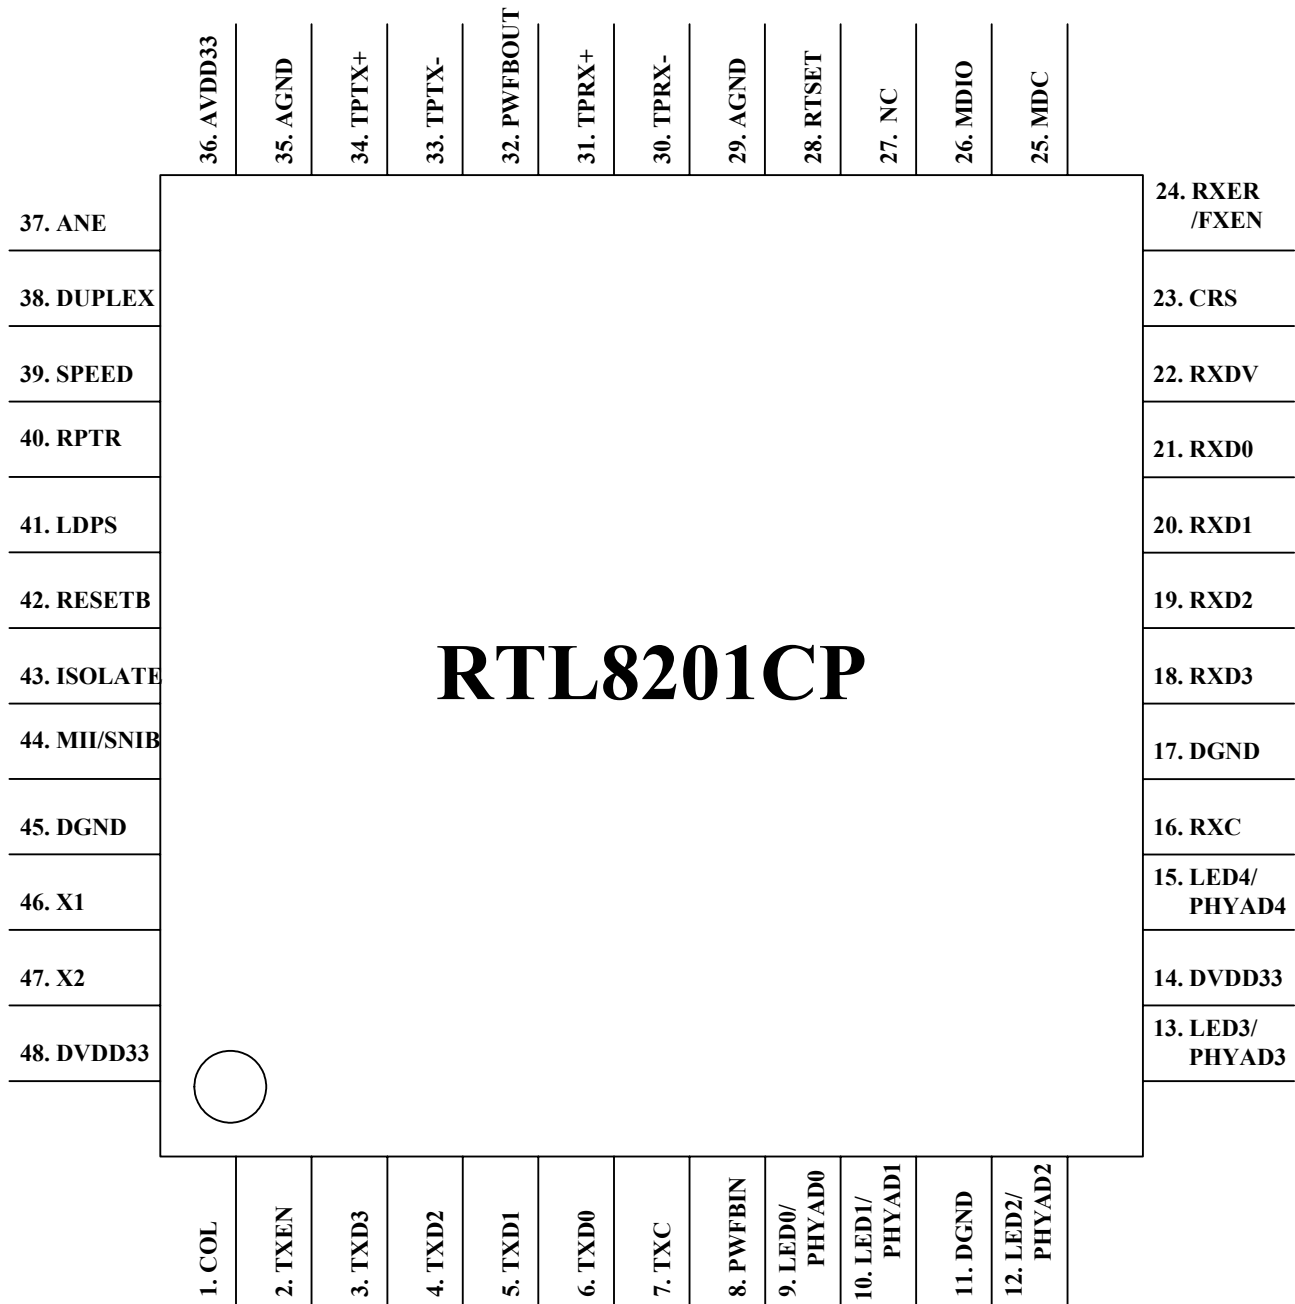 36. AVDD33
35. AGND
34. TPTX+
33. TPTX-
32. PWFBOUT
31. TPRX+
30. TPRX-
29. AGND
28. RTSET
27. NC
26. MDIO
25. MDC
37. ANE
38. DUPLEX
39. SPEED
40. RPTR
41. LDPS
42. RESETB
43. ISOLATE
44. MII/SNIB
45. DGND
46. X1
47. X2
48. DVDD33
RTL8201CP
24. RXER
/FXEN
23. CRS
22. RXDV
21. RXD0
20. RXD1
19. RXD2
18. RXD3
17. DGND
16. RXC
15. LED4/
PHYAD4
14. DVDD33
13. LED3/
PHYAD3
1. COL
2. TXEN
3. TXD3
4. TXD2
5. TXD1
6. TXD0
7. TXC
8. PWFBIN
9. LED0/
PHYAD0
10. LED1/
PHYAD1
11. DGND
12. LED2/
PHYAD2